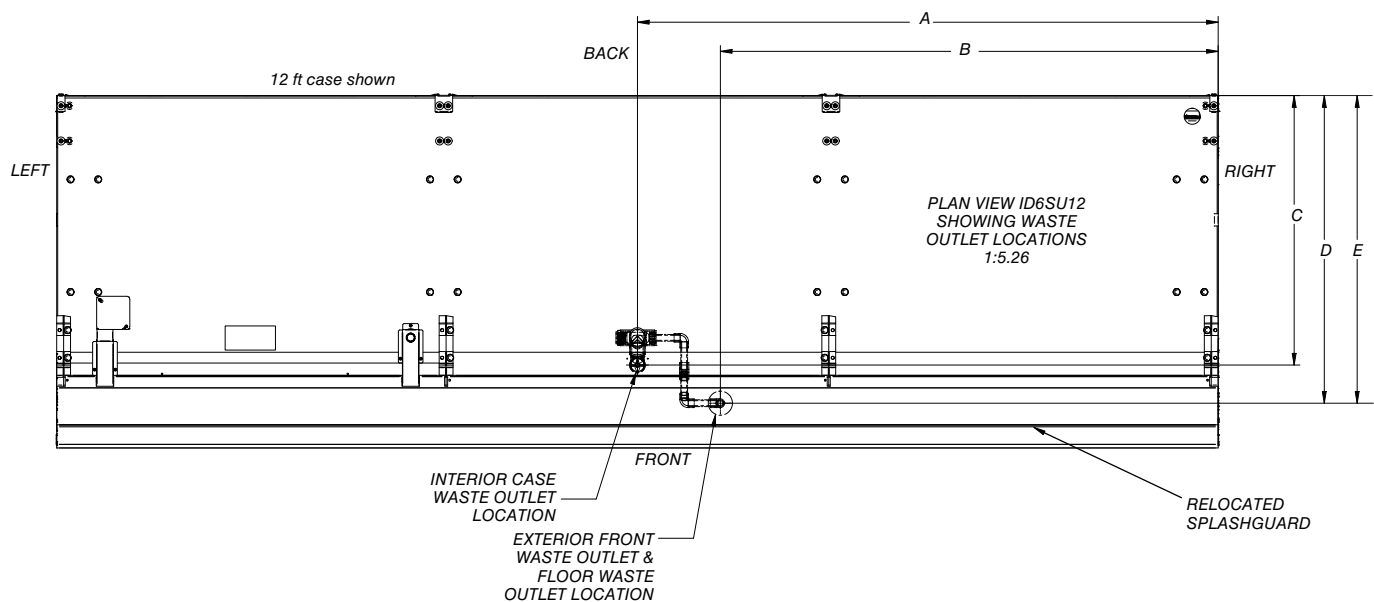 A
BACK
B
12 ft case shown
LEFT
RIGHT
PLAN VIEW ID6SU12
SHOWING WASTE
OUTLET LOCATIONS
1:5.26
C
D
E
FRONT
INTERIOR CASE
WASTE OUTLET
LOCATION
EXTERIOR FRONT
WASTE OUTLET &
FLOOR WASTE
OUTLET LOCATION
RELOCATED
SPLASHGUARD